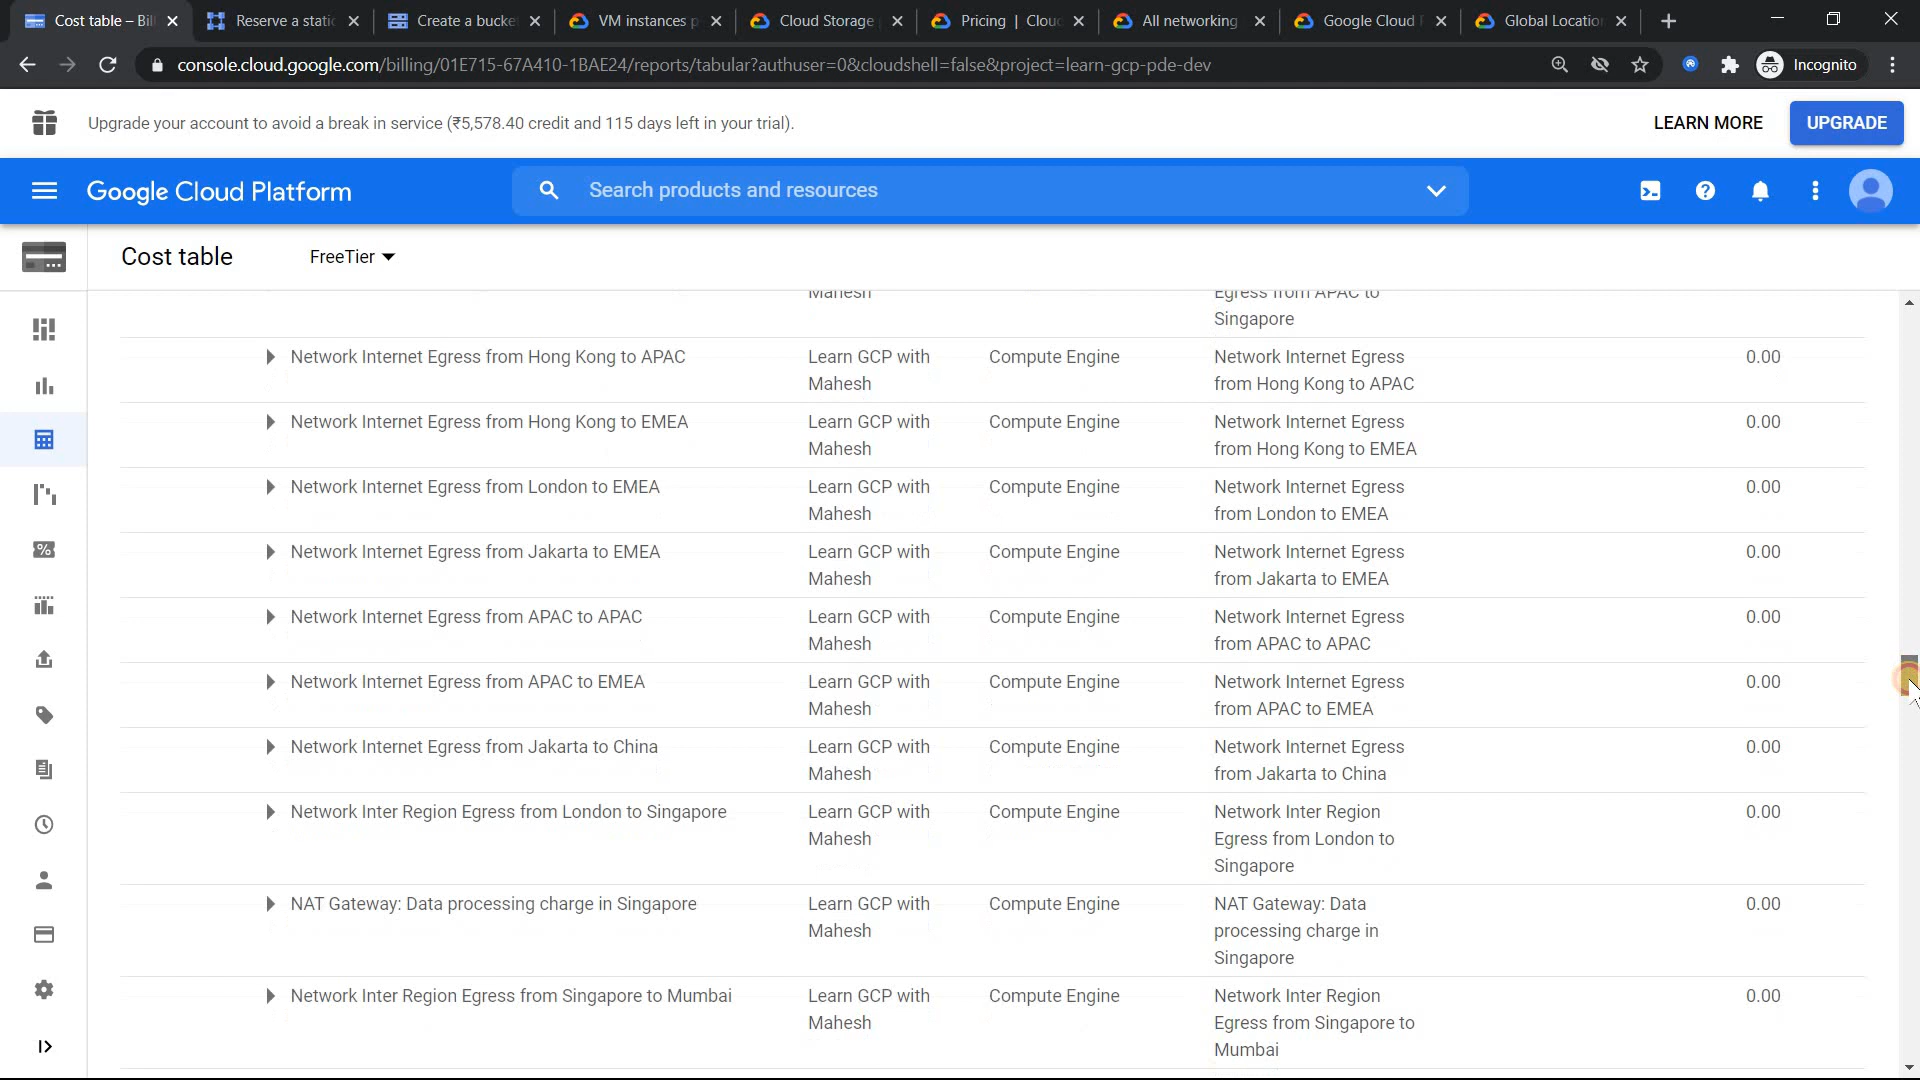 Cost table – Bil
Reserve a stati
Create a bucke
VM instances p
Cloud Storage
Pricing | Clou
All networking
Google Cloud
Global Locatio
console.cloud.google.com/billing/01E715-67A410-1BAE24/reports/tabular?authuser=0&cloudshell=false&project=learn-gcp-pde-dev
Incognito
Upgrade your account to avoid a break in service (₹5,578.40 credit and 115 days left in your trial).
LEARN MORE
UPGRADE
Google Cloud Platform
Search products and resources
Cost table
FreeTier
Mahesh
Egress from APAC to
Singapore
Network Internet Egress from Hong Kong to APAC
Learn GCP with
Mahesh
Compute Engine
Network Internet Egress
from Hong Kong to APAC
0.00
Network Internet Egress from Hong Kong to EMEA
Learn GCP with
Mahesh
Compute Engine
Network Internet Egress
from Hong Kong to EMEA
0.00
Network Internet Egress from London to EMEA
Learn GCP with
Mahesh
Compute Engine
Network Internet Egress
from London to EMEA
0.00
Network Internet Egress from Jakarta to EMEA
Learn GCP with
Mahesh
Compute Engine
Network Internet Egress
from Jakarta to EMEA
0.00
Network Internet Egress from APAC to APAC
Learn GCP with
Mahesh
Compute Engine
Network Internet Egress
from APAC to APAC
0.00
Network Internet Egress from APAC to EMEA
Learn GCP with
Mahesh
Compute Engine
Network Internet Egress
from APAC to EMEA
0.00
Network Internet Egress from Jakarta to China
Learn GCP with
Mahesh
Compute Engine
Network Internet Egress
from Jakarta to China
0.00
Network Inter Region Egress from London to Singapore
Learn GCP with
Mahesh
Compute Engine
Network Inter Region
Egress from London to
Singapore
0.00
NAT Gateway: Data processing charge in Singapore
Learn GCP with
Mahesh
Compute Engine
NAT Gateway: Data
processing charge in
Singapore
0.00
Network Inter Region Egress from Singapore to Mumbai
Learn GCP with
Mahesh
Compute Engine
Network Inter Region
Egress from Singapore to
Mumbai
0.00